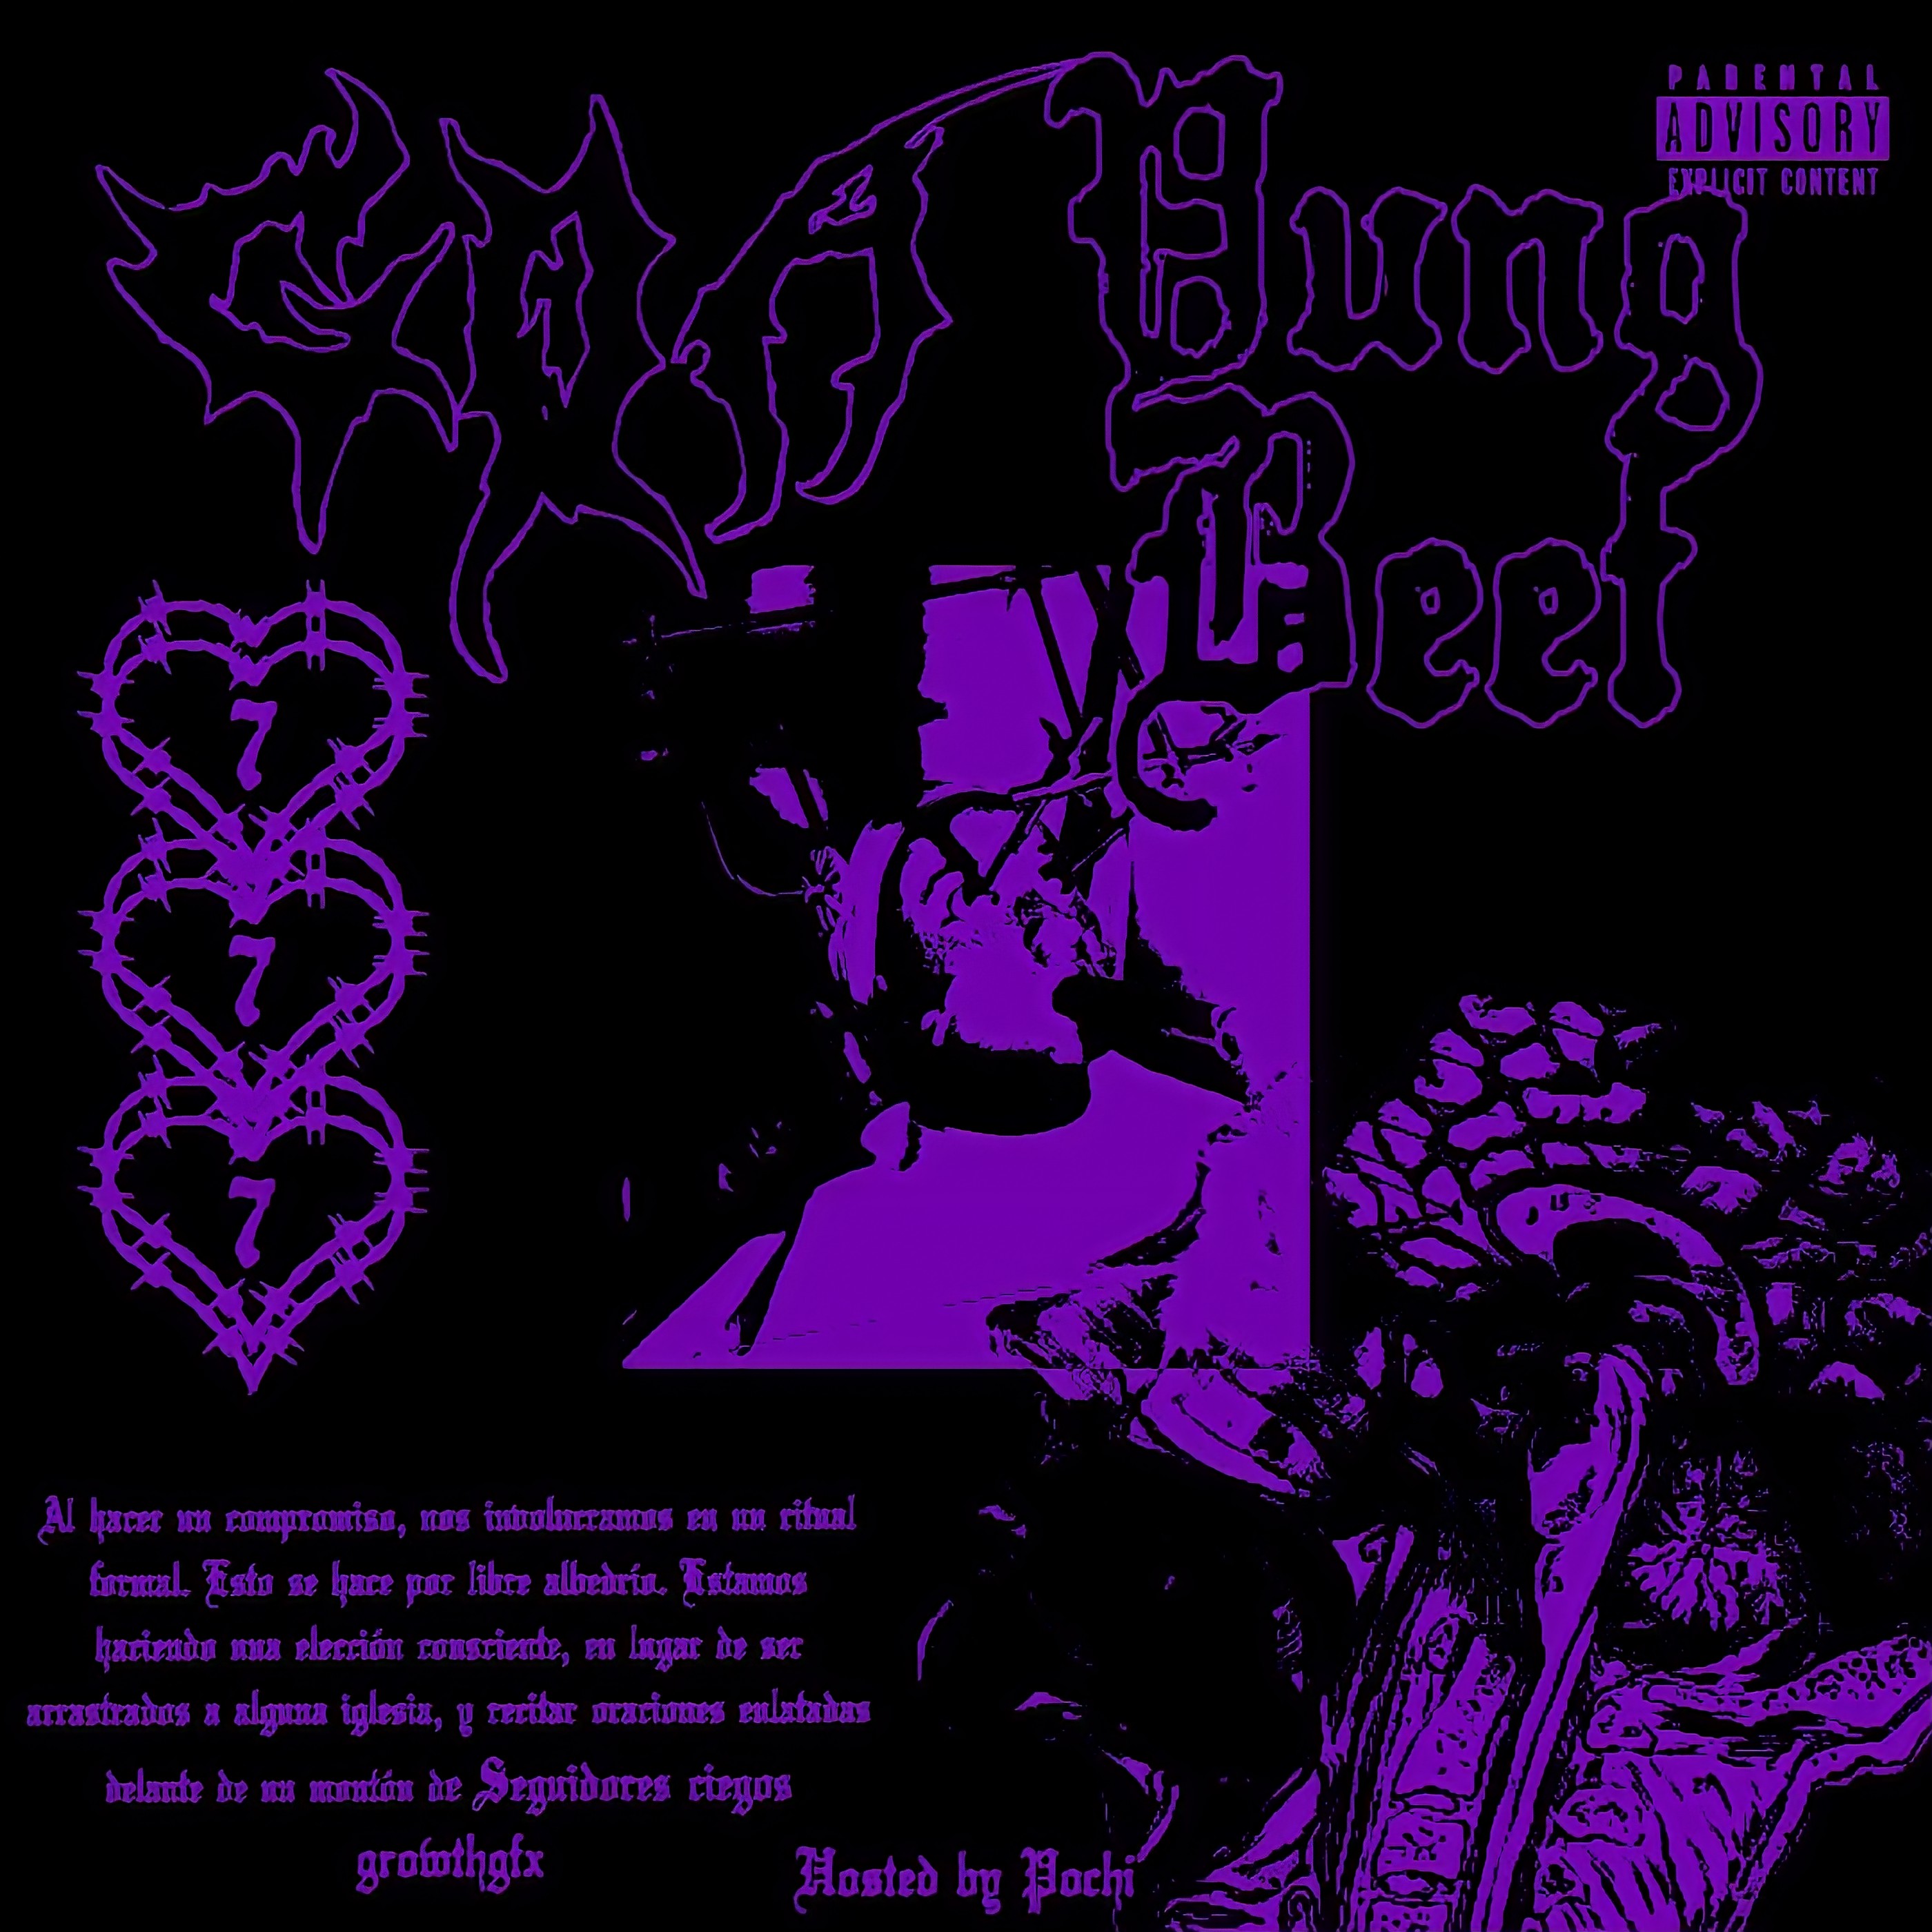 PARENTAL
ADVISORY
EXPLICIT CONTENT
Yung
Beef
7
7
7
Al hacer un compromiso, nos involucramos en un ritual
formal. Esto se hace por libre albedrío. Estamos
haciendo una elección consciente, en lugar de ser
arrastrados a alguna iglesia, y recitar oraciones enlatadas
delante de un montón de Seguidores ciegos
growthgfx
Hosted by Pochi